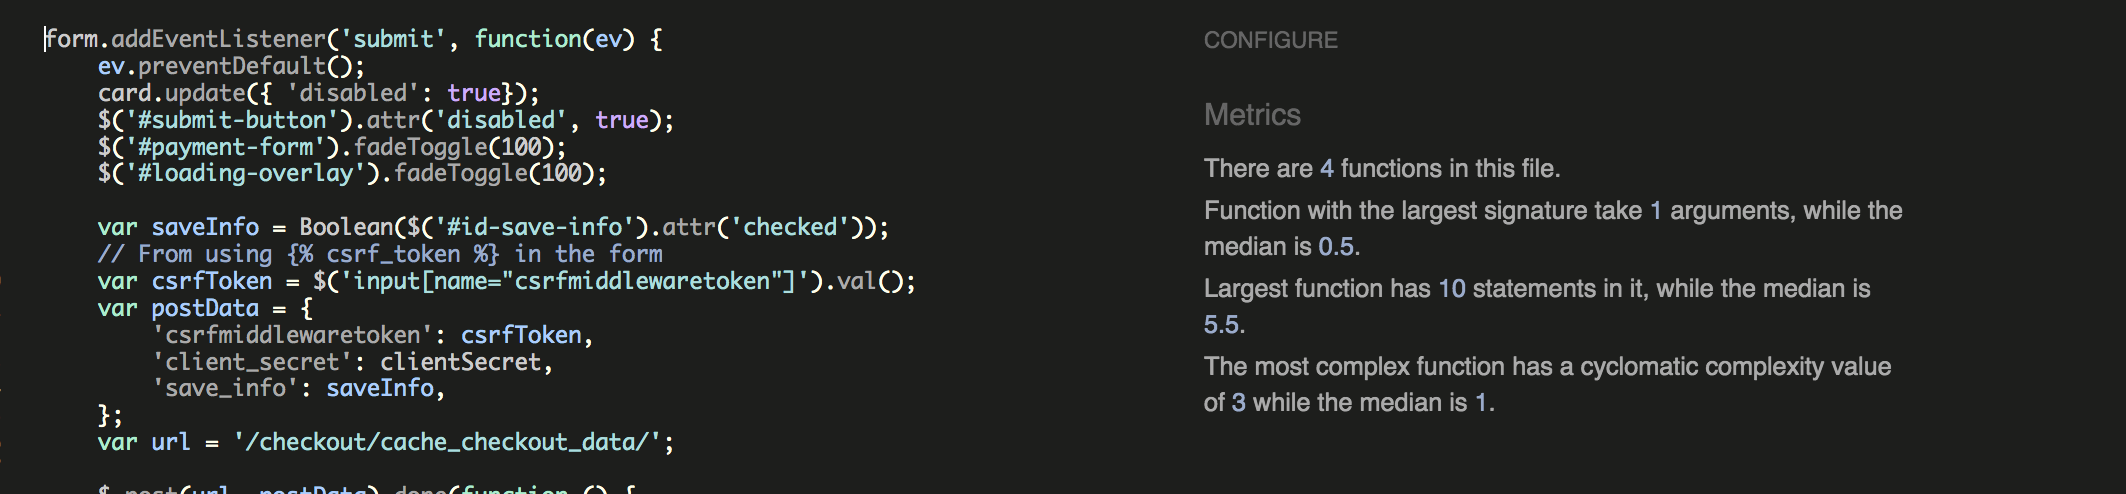 form.addEventListener('submit', function(ev) {
    ev.preventDefault();
    card.update({ 'disabled': true});
    $('#submit-button').attr('disabled', true);
    $('#payment-form').fadeToggle(100);
    $('#loading-overlay').fadeToggle(100);

    var saveInfo = Boolean($('#id-save-info').attr('checked'));
    // From using {% csrf_token %} in the form
    var csrfToken = $('input[name="csrfmiddlewaretoken"]').val();
    var postData = {
        'csrfmiddlewaretoken': csrfToken,
        'client_secret': clientSecret,
        'save_info': saveInfo,
    };
    var url = '/checkout/cache_checkout_data/';

    $.post(url, postData).done(function () {
CONFIGURE
Metrics
There are 4 functions in this file.
Function with the largest signature take 1 arguments, while the
median is 0.5.
Largest function has 10 statements in it, while the median is
5.5.
The most complex function has a cyclomatic complexity value
of 3 while the median is 1.